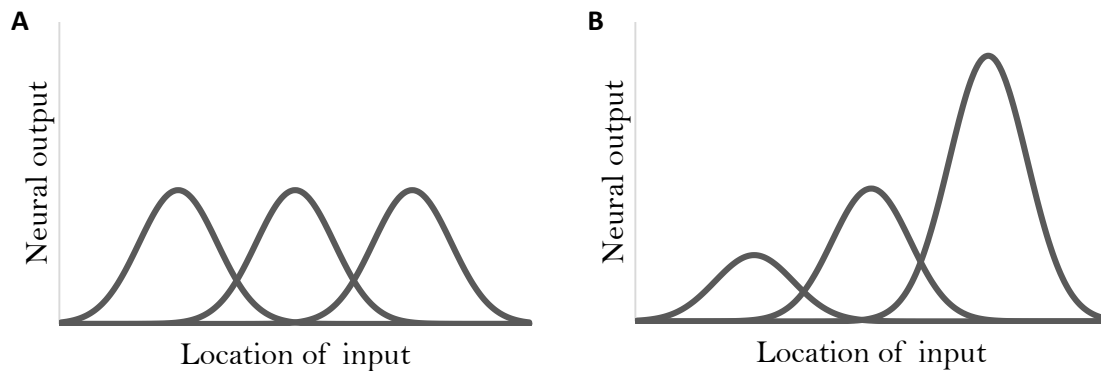 A
Neural output
Location of input
B
Neural output
Location of input